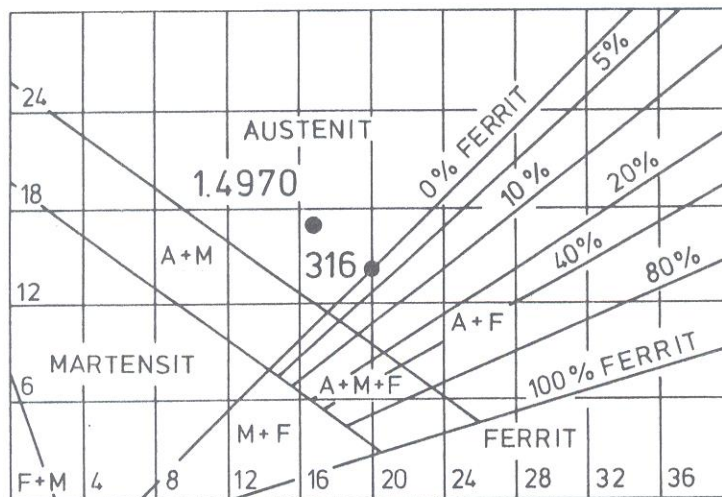 24
AUSTENIT
0% FERRIT
5%
10%
20%
40%
80%
100% FERRIT
1.4970
18
A+M
316
12
A+F
MARTENSIT
6
A+M+F
M+F
FERRIT
F+M 4 8 12 16 20 24 28 32 36